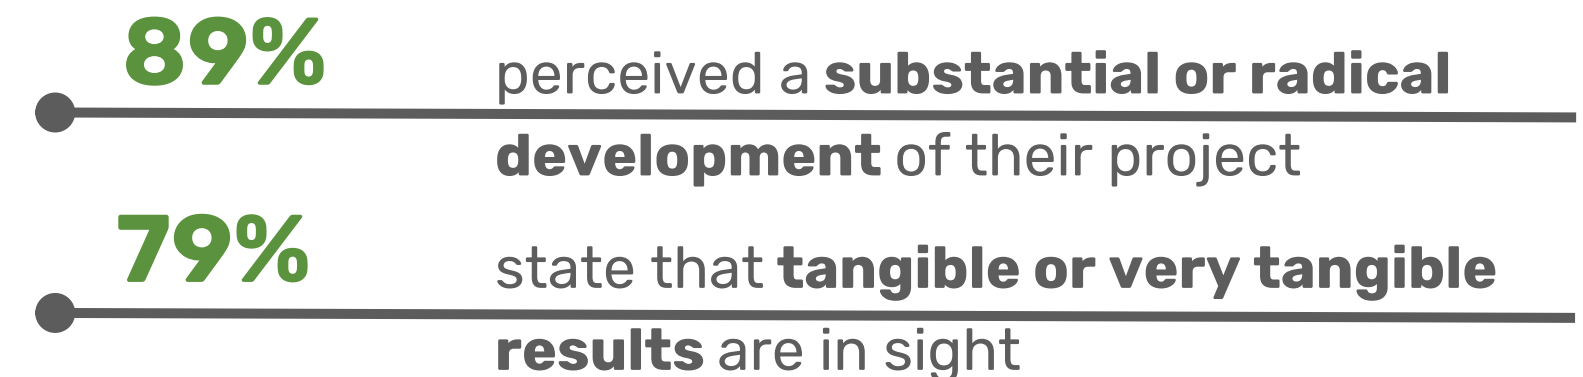 89%
perceived a substantial or radical
development of their project
79%
state that tangible or very tangible
results are in sight